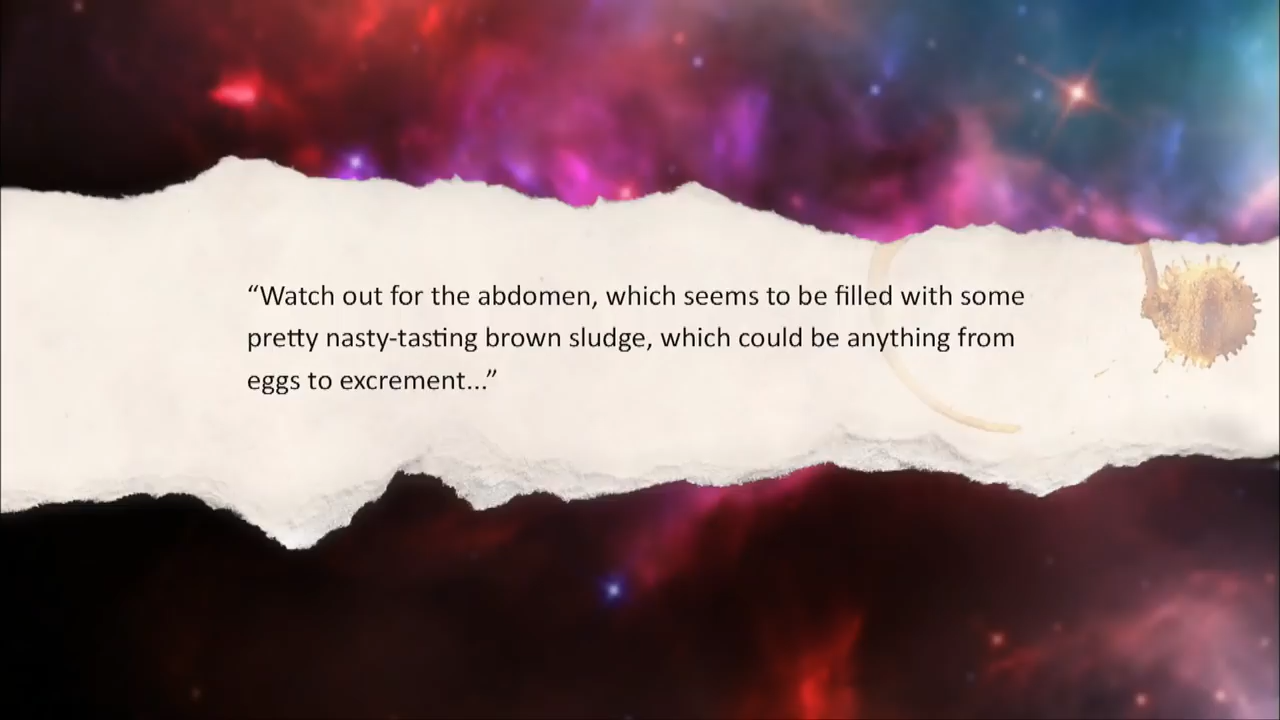 “Watch out for the abdomen, which seems to be filled with some
pretty nasty-tasting brown sludge, which could be anything from
eggs to excrement...”